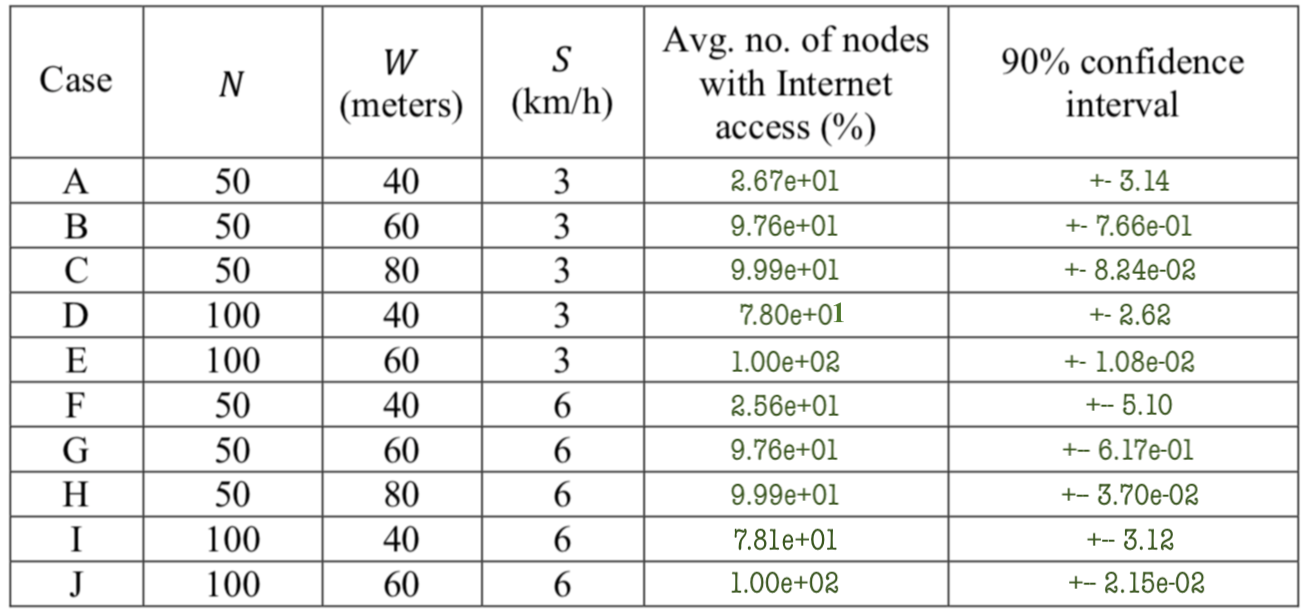 Case N W (meters) S (km/h) Avg. no. of nodes with Internet access (%) 90% confidence interval
A 50 40 3 2.67e+01 +- 3.14
B 50 60 3 9.76e+01 +- 7.66e-01
C 50 80 3 9.99e+01 +- 8.24e-02
D 100 40 3 7.80e+01 +- 2.62
E 100 60 3 1.00e+02 +- 1.08e-02
F 50 40 6 2.56e+01 +-- 5.10
G 50 60 6 9.76e+01 +-- 6.17e-01
H 50 80 6 9.99e+01 +-- 3.70e-02
I 100 40 6 7.81e+01 +-- 3.12
J 100 60 6 1.00e+02 +-- 2.15e-02